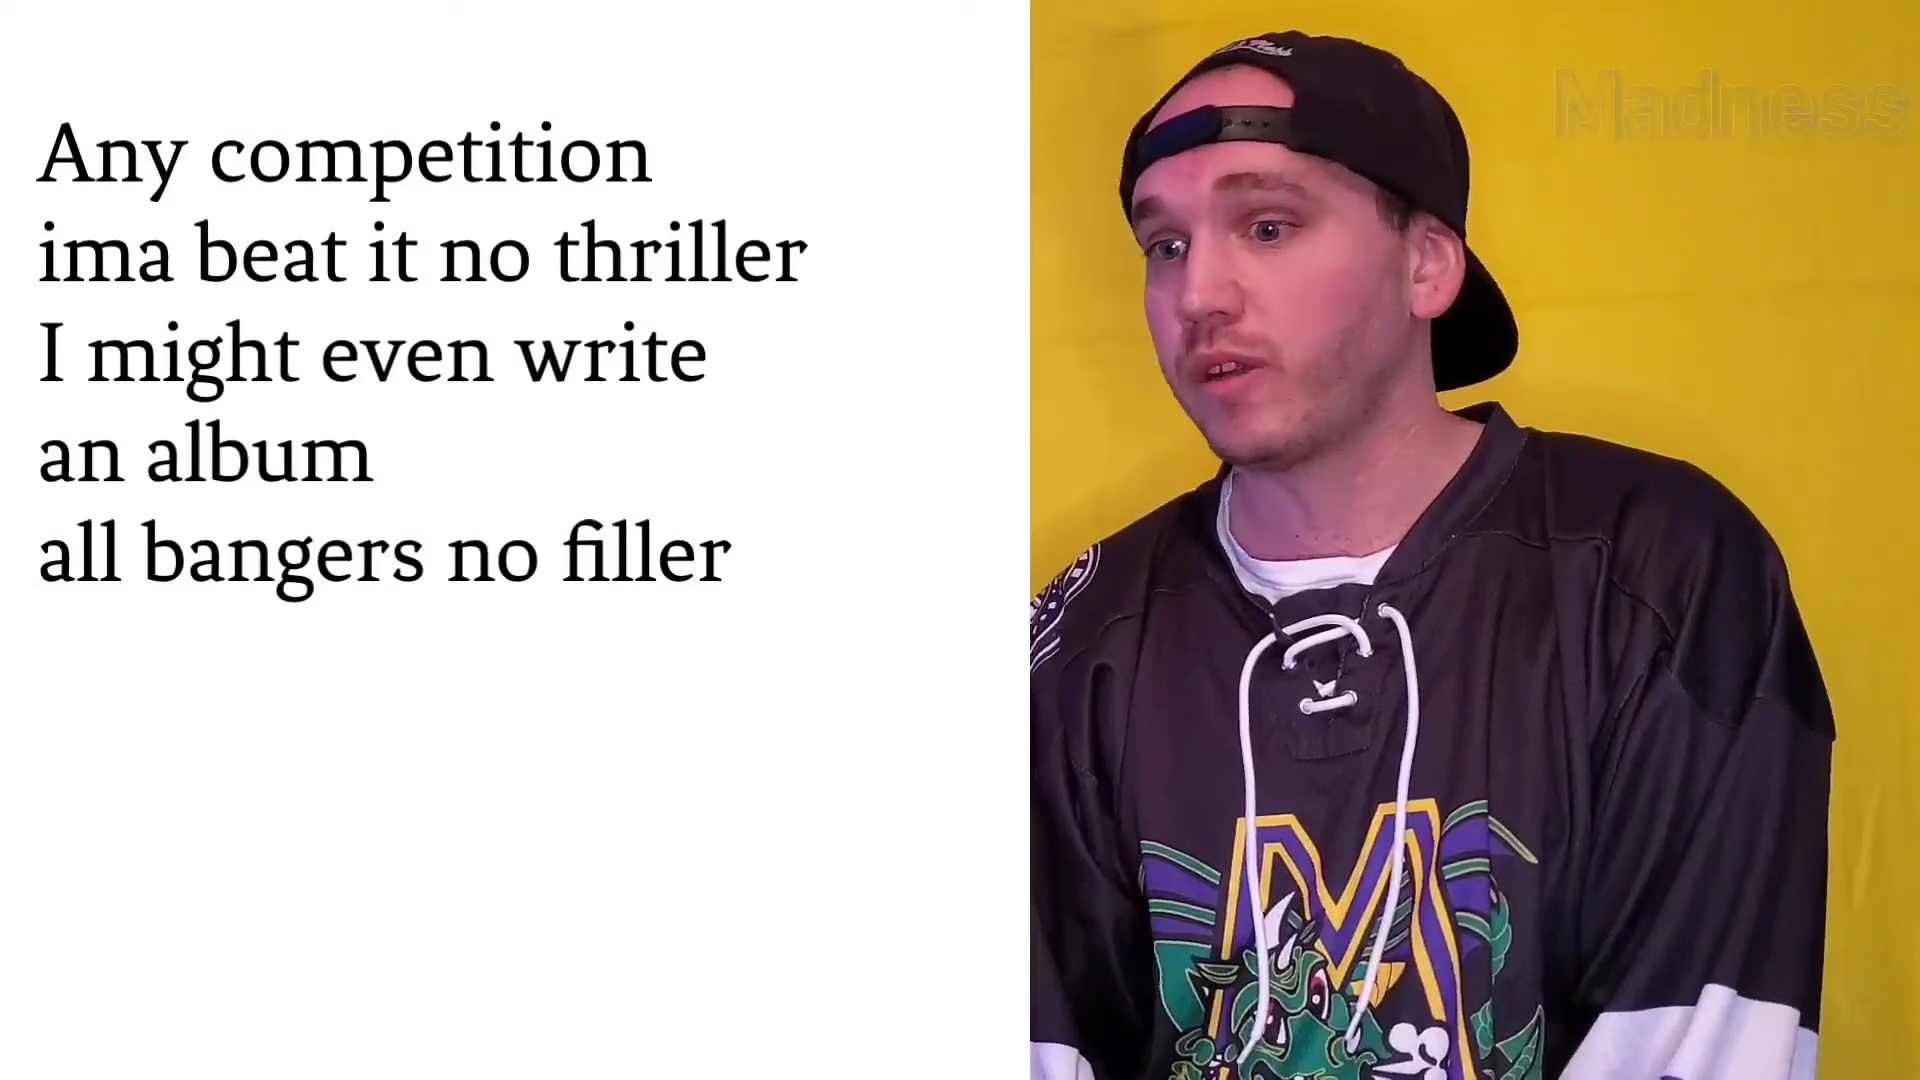 Any competition
ima beat it no thriller
I might even write
an album
all bangers no filler
Madness
M